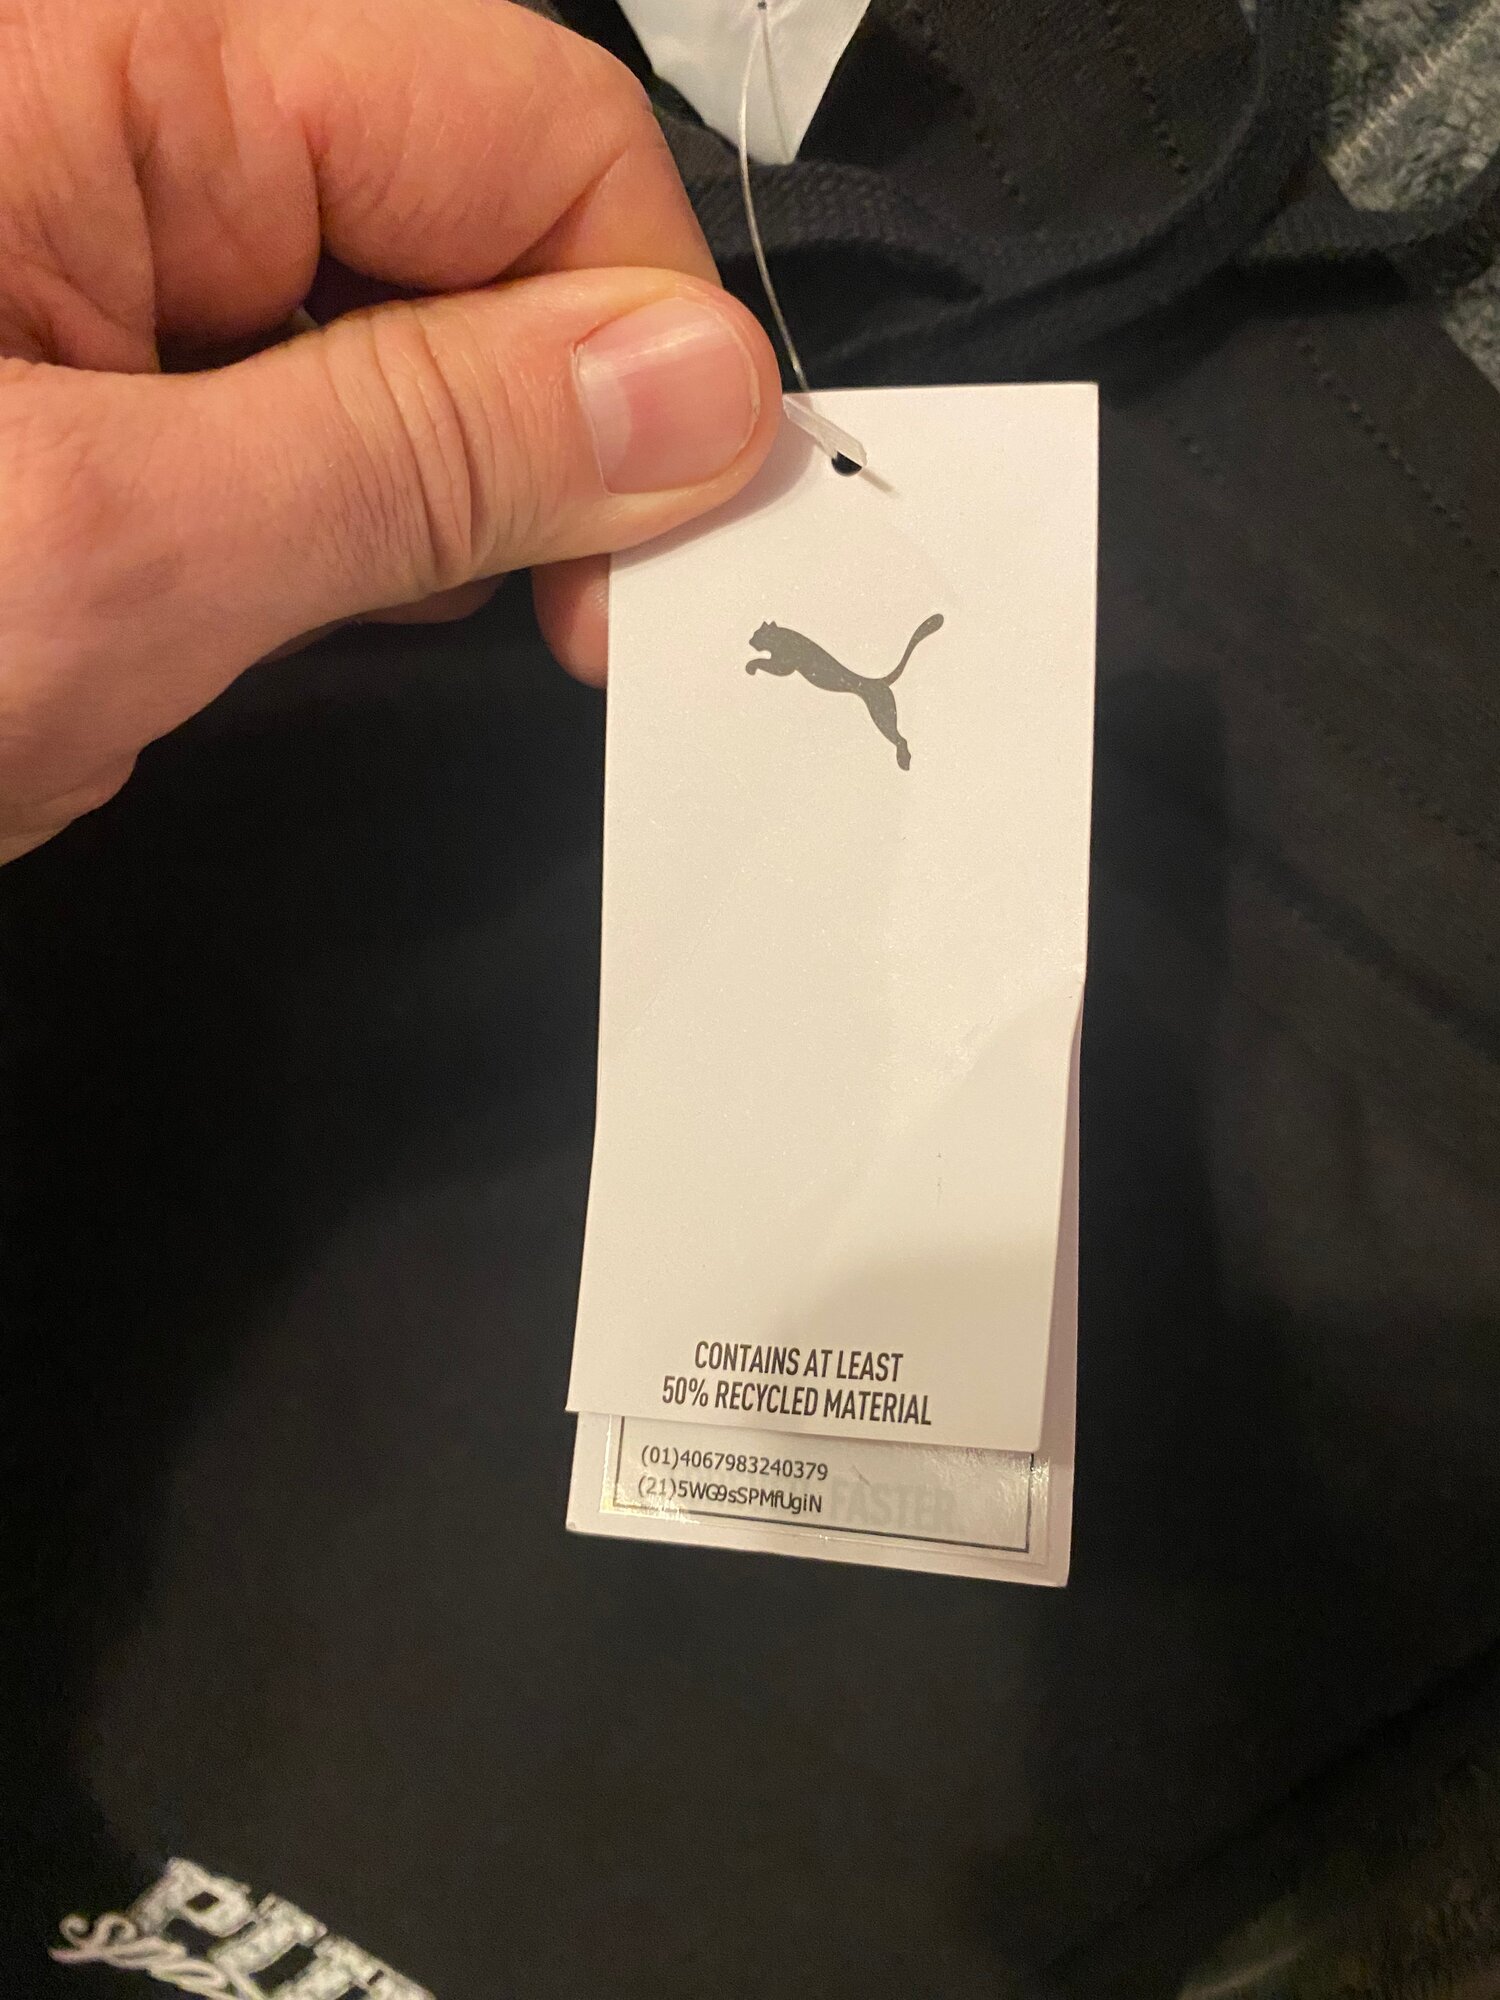 CONTAINS AT LEAST
50% RECYCLED MATERIAL
(01)4067983240379
(21)5WG9sSPMfUgiN
FASTER